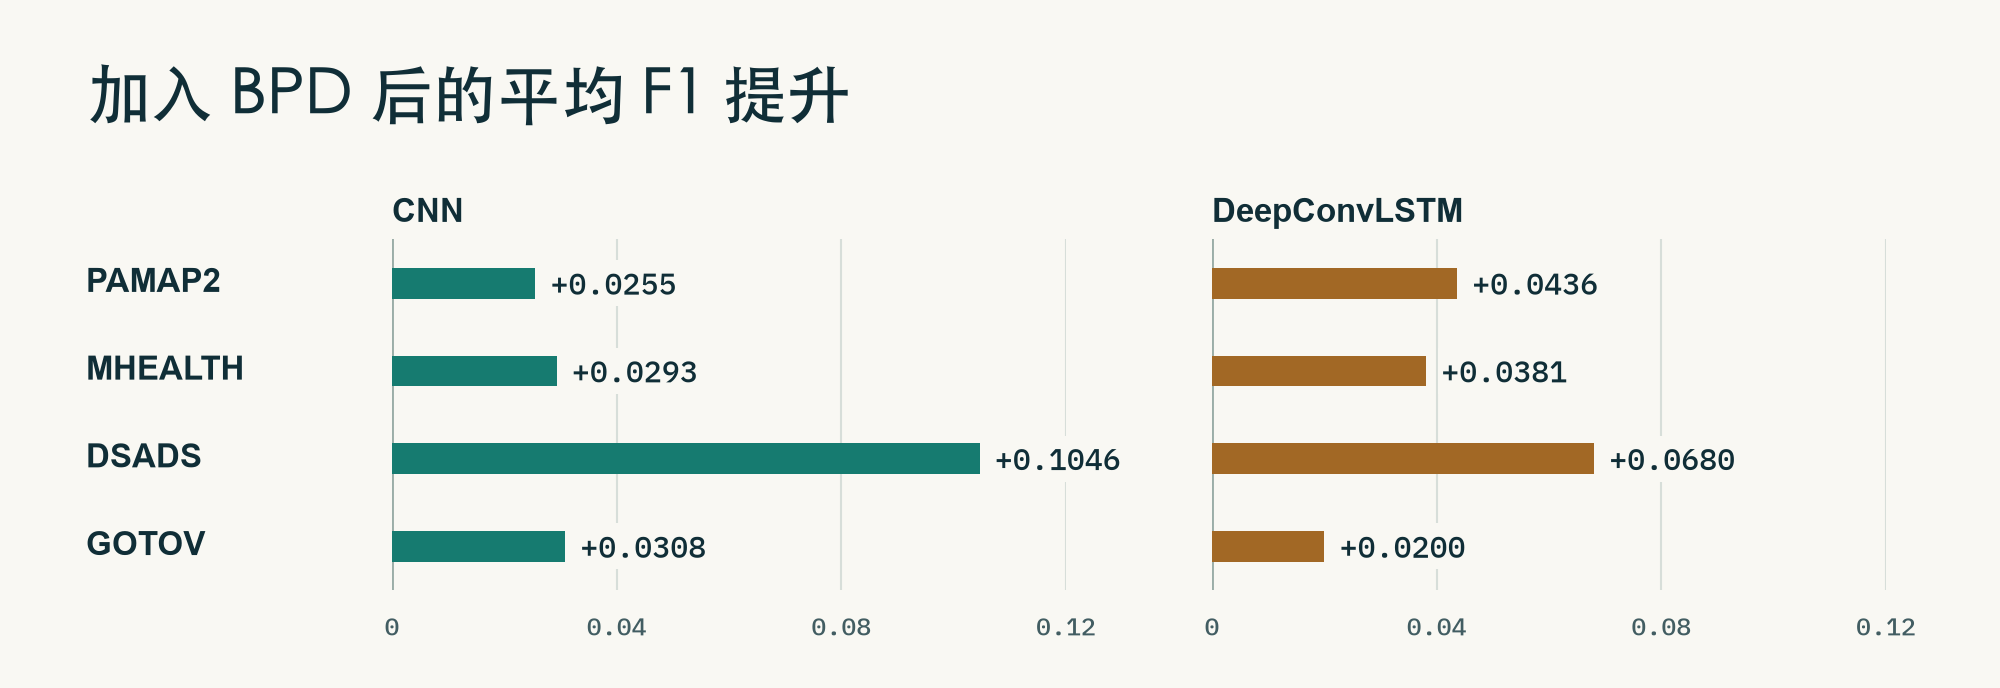 加入 BPD 后的平均 F1 提升
CNN
DeepConvLSTM
PAMAP2 +0.0255 +0.0436
MHEALTH +0.0293 +0.0381
DSADS +0.1046 +0.0680
GOTOV +0.0308 +0.0200
0 0.04 0.08 0.12 0 0.04 0.08 0.12